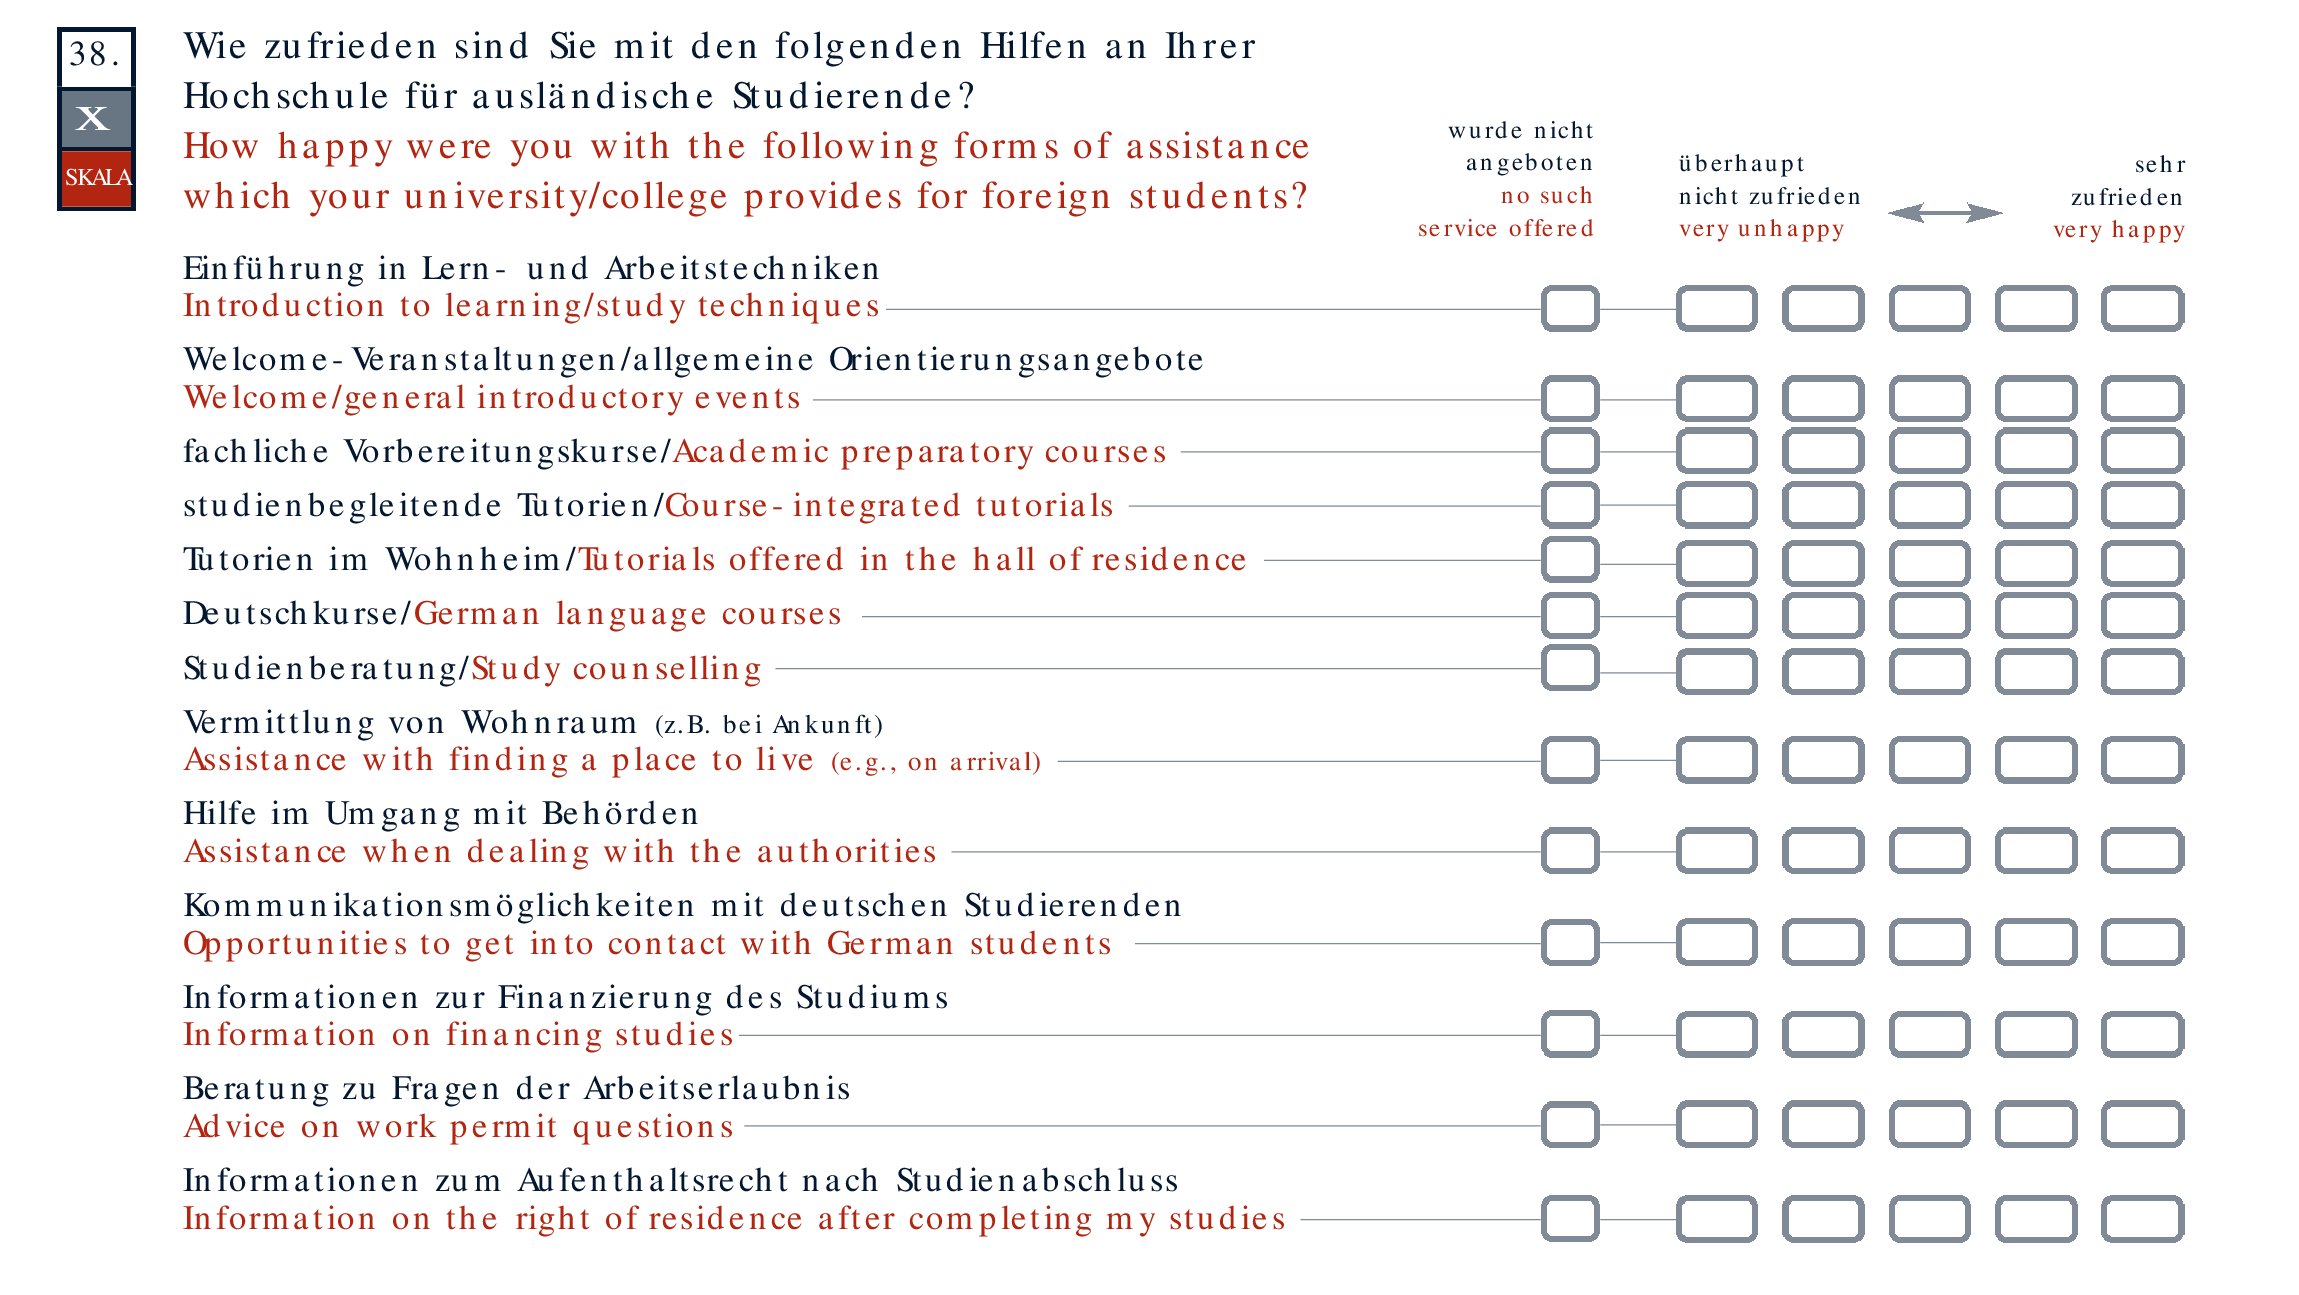 38.
X
SKALA
Wie zufrieden sind Sie mit den folgenden Hilfen an Ihrer
Hochschule für ausländische Studierende?
How happy were you with the following forms of assistance
which your university/college provides for foreign students?
wurde nicht
angeboten
no such
service offered
überhaupt
nicht zufrieden
very unhappy
sehr
zufrieden
very happy
Einführung in Lern- und Arbeitstechniken
Introduction to learning/study techniques
Welcome-Veranstaltungen/allgemeine Orientierungsangebote
Welcome/general introductory events
fachliche Vorbereitungskurse/Academic preparatory courses
studienbegleitende Tutorien/Course-integrated tutorials
Tutorien im Wohnheim/Tutorials offered in the hall of residence
Deutschkurse/German language courses
Studienberatung/Study counselling
Vermittlung von Wohnraum (z.B. bei Ankunft)
Assistance with finding a place to live (e.g., on arrival)
Hilfe im Umgang mit Behörden
Assistance when dealing with the authorities
Kommunikationsmöglichkeiten mit deutschen Studierenden
Opportunities to get into contact with German students
Informationen zur Finanzierung des Studiums
Information on financing studies
Beratung zu Fragen der Arbeitserlaubnis
Advice on work permit questions
Informationen zum Aufenthaltsrecht nach Studienabschluss
Information on the right of residence after completing my studies